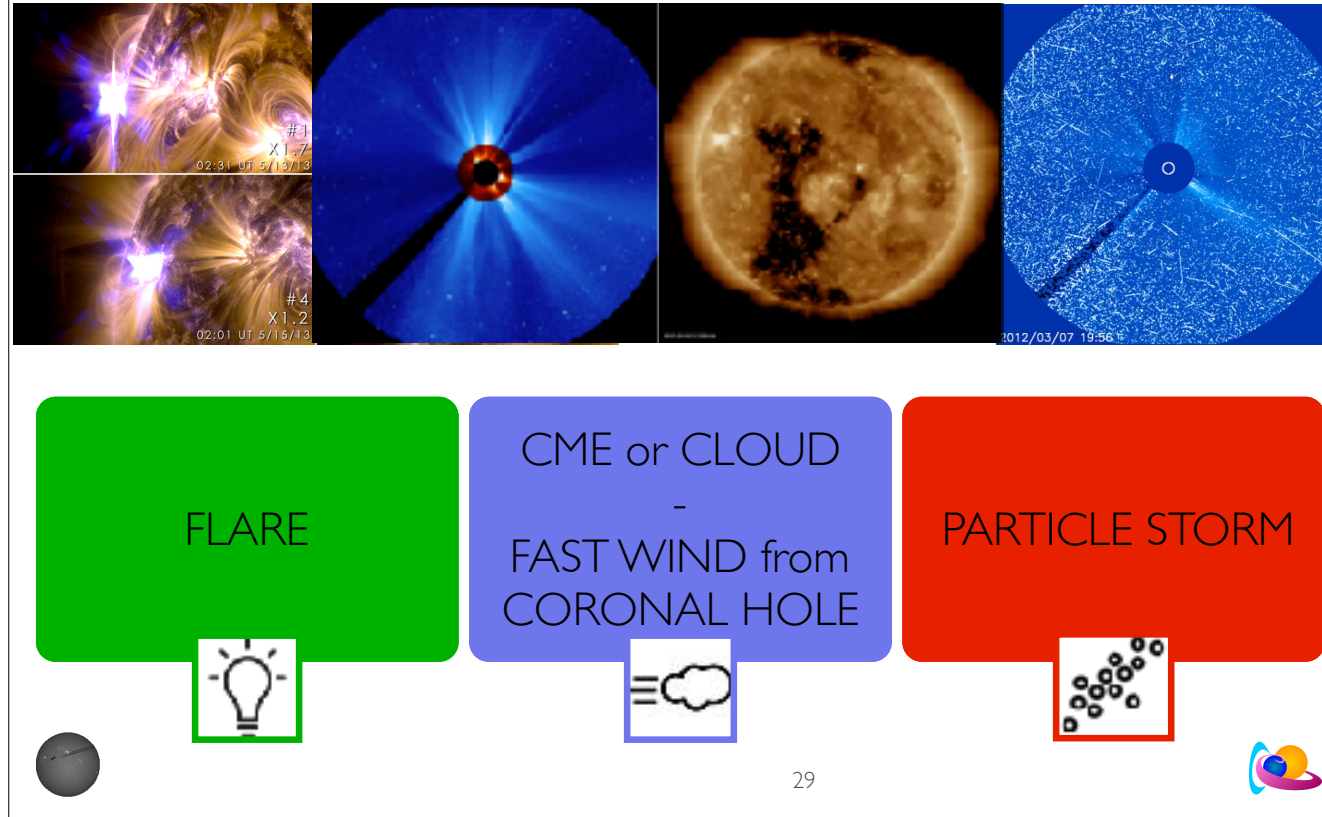 #1
X1.7
02:31 UT 5/13/13
#4
X1.2
02:01 UT 5/15/13
2012/03/07 19:56
FLARE
CME or CLOUD
-
FAST WIND from
CORONAL HOLE
PARTICLE STORM
29